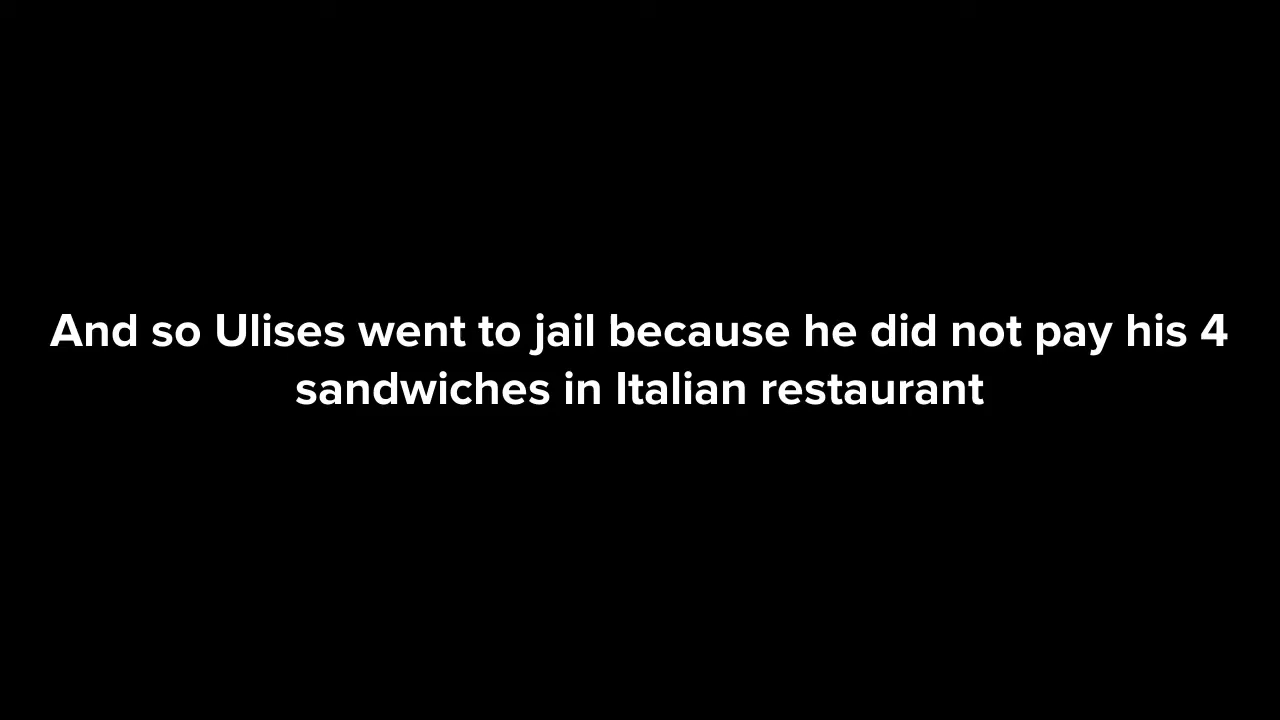 And so Ulises went to jail because he did not pay his 4
sandwiches in Italian restaurant